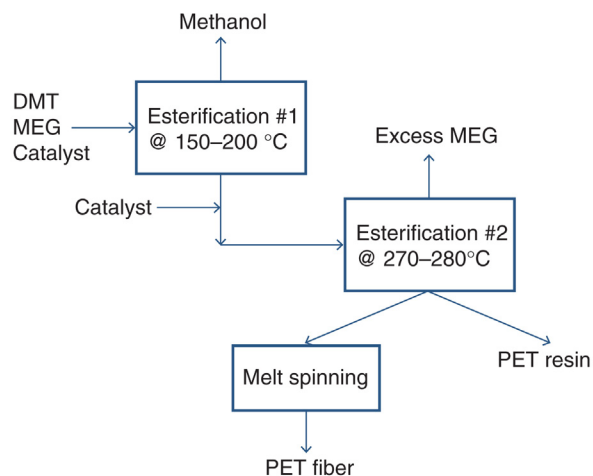 Methanol
DMT
MEG
Catalyst
Esterification #1
@ 150–200 °C
Excess MEG
Catalyst
Esterification #2
@ 270–280°C
Melt spinning
PET resin
PET fiber